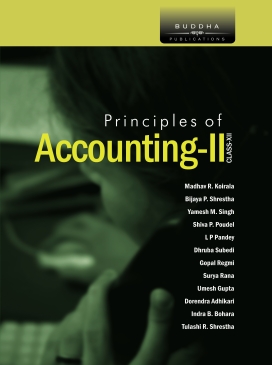 BUDDHA
PUBLICATIONS
Principles of
Accounting-II
CLASS-XII
Madhav R. Koirala
Bijaya P. Shrestha
Yamesh M. Singh
Shiva P. Poudel
L P Pandey
Dhruba Subedi
Gopal Regmi
Surya Rana
Umesh Gupta
Dorendra Adhikari
Indra B. Bohara
Tulashi R. Shrestha